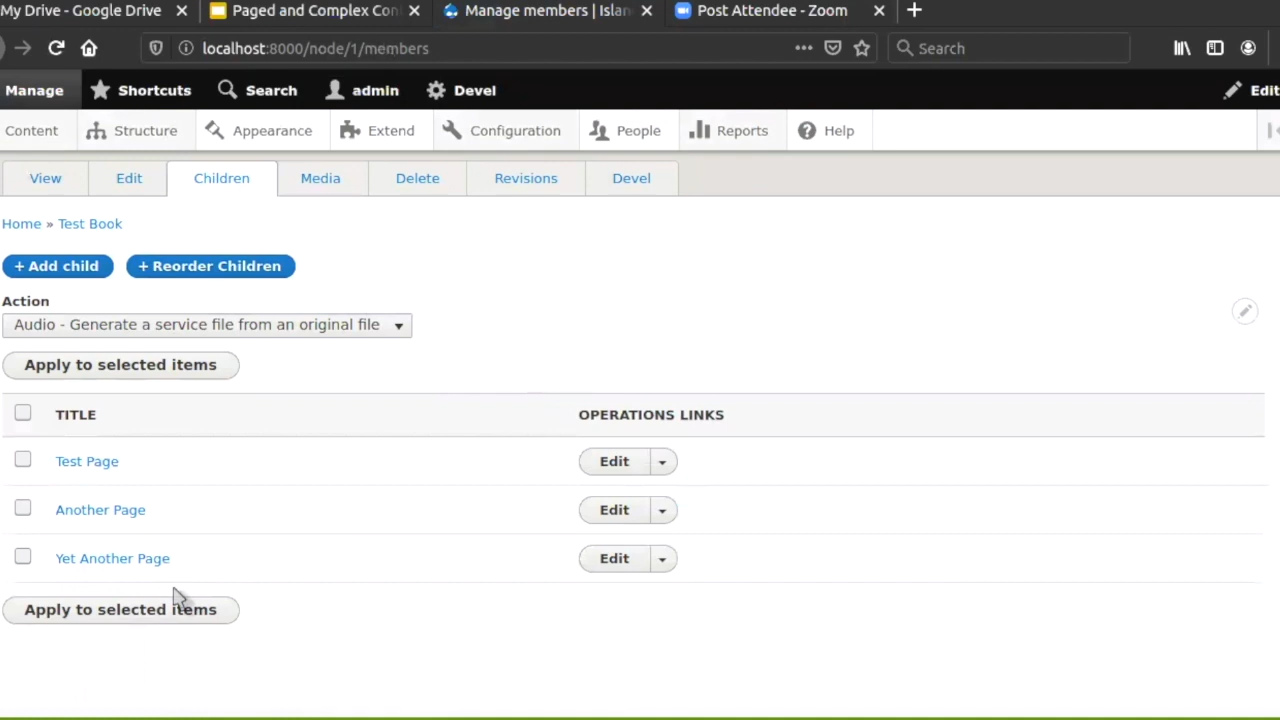 My Drive - Google Drive Paged and Complex Con Manage members | Islan Post Attendee - Zoom
localhost:8000/node/1/members Search
Manage Shortcuts Search admin Devel Edit
Content Structure Appearance Extend Configuration People Reports Help
View Edit Children Media Delete Revisions Devel
Home » Test Book
+ Add child + Reorder Children
Action
Audio - Generate a service file from an original file
Apply to selected items
TITLE OPERATIONS LINKS
Test Page Edit
Another Page Edit
Yet Another Page Edit
Apply to selected items